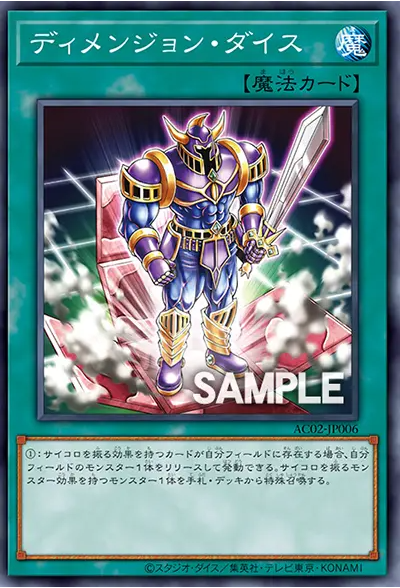 ディメンジョン・ダイス
魔
【魔法カード】
SAMPLE
AC02-JP006
①:サイコロを振る効果を持つカードが自分フィールドに存在する場合、自分
フィールドのモンスター1体をリリースして発動できる。サイコロを振るモン
スター効果を持つモンスター1体を手札・デッキから特殊召喚する。
©スタジオ・ダイス/集英社・テレビ東京・KONAMI